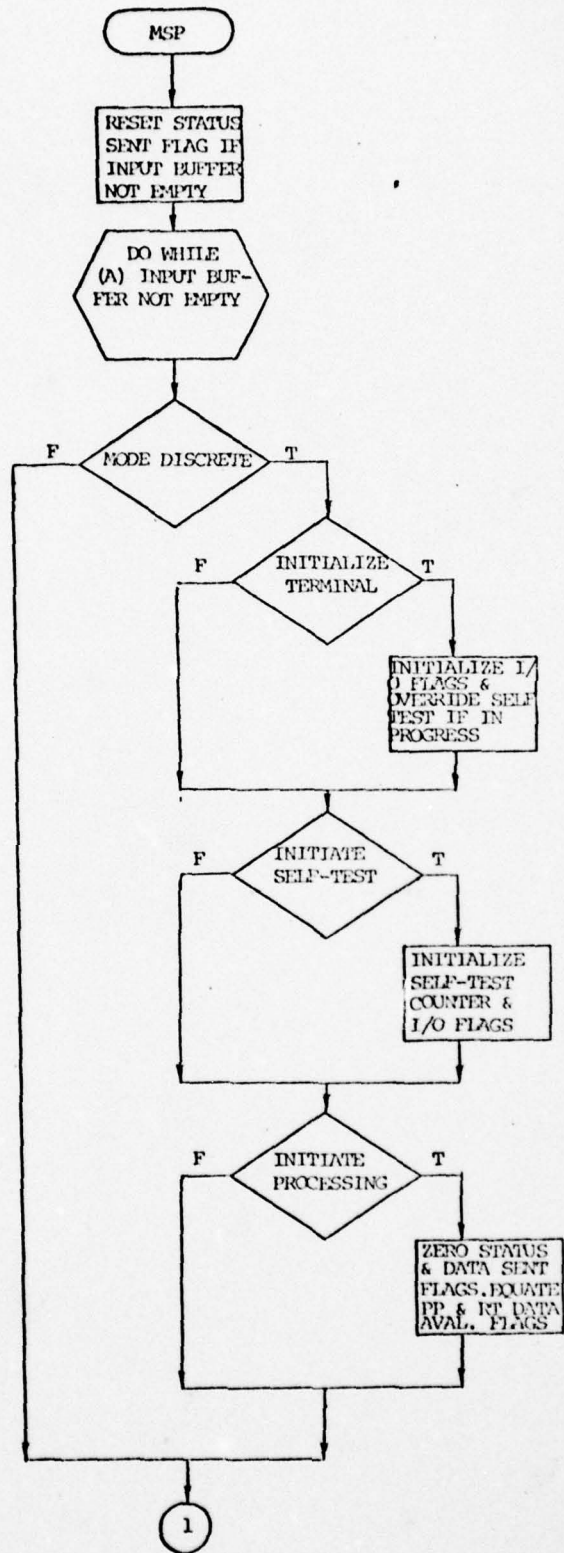 MSP
RESET STATUS
SENT FLAG IF
INPUT BUFFER
NOT EMPTY
DO WHILE
(A) INPUT BUF-
FER NOT EMPTY
F
MODE DISCRETE
T
F
INITIALIZE
TERMINAL
T
INITIALIZE I/
O FLAGS &
OVERRIDE SELF
TEST IF IN
PROGRESS
F
INITIATE
SELF-TEST
T
INITIALIZE
SELF-TEST
COUNTER &
I/O FLAGS
F
INITIATE
PROCESSING
T
ZERO STATUS
& DATA SENT
FLAGS.EQUATE
PP & RT DATA
AVAL. FLAGS
1